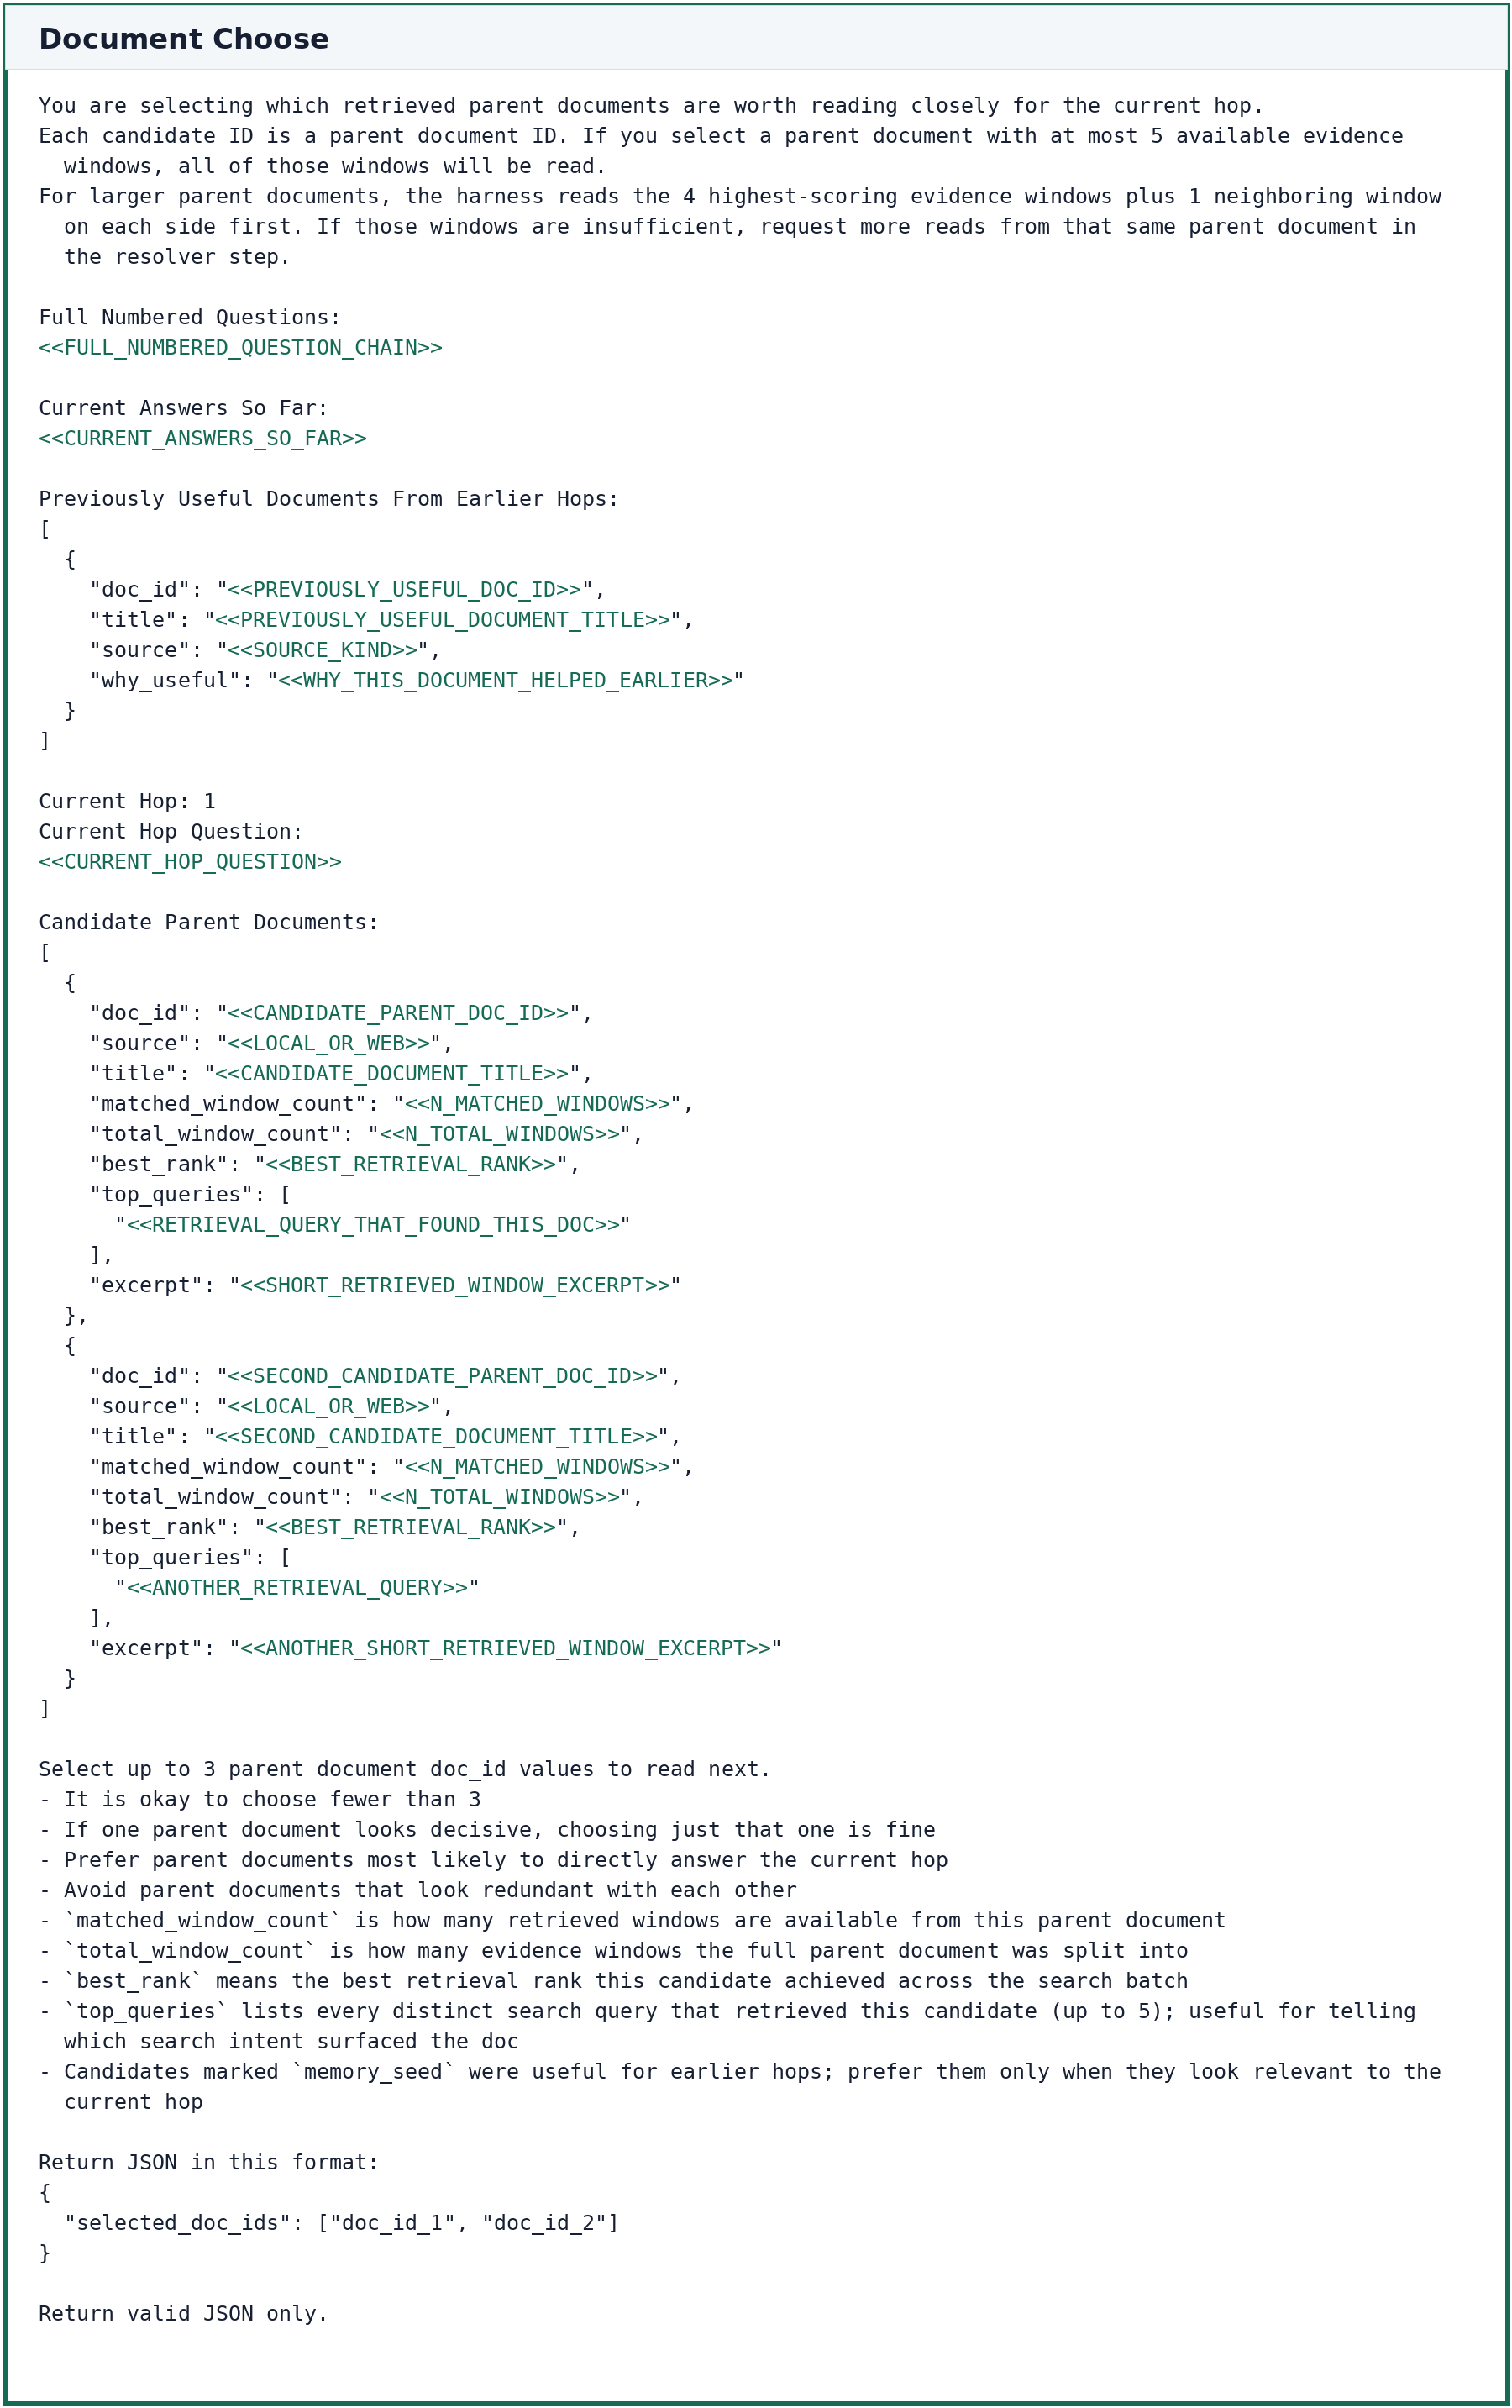 Document Choose
You are selecting which retrieved parent documents are worth reading closely for the current hop.
Each candidate ID is a parent document ID. If you select a parent document with at most 5 available evidence
  windows, all of those windows will be read.
For larger parent documents, the harness reads the 4 highest-scoring evidence windows plus 1 neighboring window
  on each side first. If those windows are insufficient, request more reads from that same parent document in
  the resolver step.

Full Numbered Questions:
<<FULL_NUMBERED_QUESTION_CHAIN>>

Current Answers So Far:
<<CURRENT_ANSWERS_SO_FAR>>

Previously Useful Documents From Earlier Hops:
[
  {
    "doc_id": "<<PREVIOUSLY_USEFUL_DOC_ID>>",
    "title": "<<PREVIOUSLY_USEFUL_DOCUMENT_TITLE>>",
    "source": "<<SOURCE_KIND>>",
    "why_useful": "<<WHY_THIS_DOCUMENT_HELPED_EARLIER>>"
  }
]

Current Hop: 1
Current Hop Question:
<<CURRENT_HOP_QUESTION>>

Candidate Parent Documents:
[
  {
    "doc_id": "<<CANDIDATE_PARENT_DOC_ID>>",
    "source": "<<LOCAL_OR_WEB>>",
    "title": "<<CANDIDATE_DOCUMENT_TITLE>>",
    "matched_window_count": "<<N_MATCHED_WINDOWS>>",
    "total_window_count": "<<N_TOTAL_WINDOWS>>",
    "best_rank": "<<BEST_RETRIEVAL_RANK>>",
    "top_queries": [
      "<<RETRIEVAL_QUERY_THAT_FOUND_THIS_DOC>>"
    ],
    "excerpt": "<<SHORT_RETRIEVED_WINDOW_EXCERPT>>"
  },
  {
    "doc_id": "<<SECOND_CANDIDATE_PARENT_DOC_ID>>",
    "source": "<<LOCAL_OR_WEB>>",
    "title": "<<SECOND_CANDIDATE_DOCUMENT_TITLE>>",
    "matched_window_count": "<<N_MATCHED_WINDOWS>>",
    "total_window_count": "<<N_TOTAL_WINDOWS>>",
    "best_rank": "<<BEST_RETRIEVAL_RANK>>",
    "top_queries": [
      "<<ANOTHER_RETRIEVAL_QUERY>>"
    ],
    "excerpt": "<<ANOTHER_SHORT_RETRIEVED_WINDOW_EXCERPT>>"
  }
]

Select up to 3 parent document doc_id values to read next.
- It is okay to choose fewer than 3
- If one parent document looks decisive, choosing just that one is fine
- Prefer parent documents most likely to directly answer the current hop
- Avoid parent documents that look redundant with each other
- `matched_window_count` is how many retrieved windows are available from this parent document
- `total_window_count` is how many evidence windows the full parent document was split into
- `best_rank` means the best retrieval rank this candidate achieved across the search batch
- `top_queries` lists every distinct search query that retrieved this candidate (up to 5); useful for telling
  which search intent surfaced the doc
- Candidates marked `memory_seed` were useful for earlier hops; prefer them only when they look relevant to the
  current hop

Return JSON in this format:
{
  "selected_doc_ids": ["doc_id_1", "doc_id_2"]
}

Return valid JSON only.